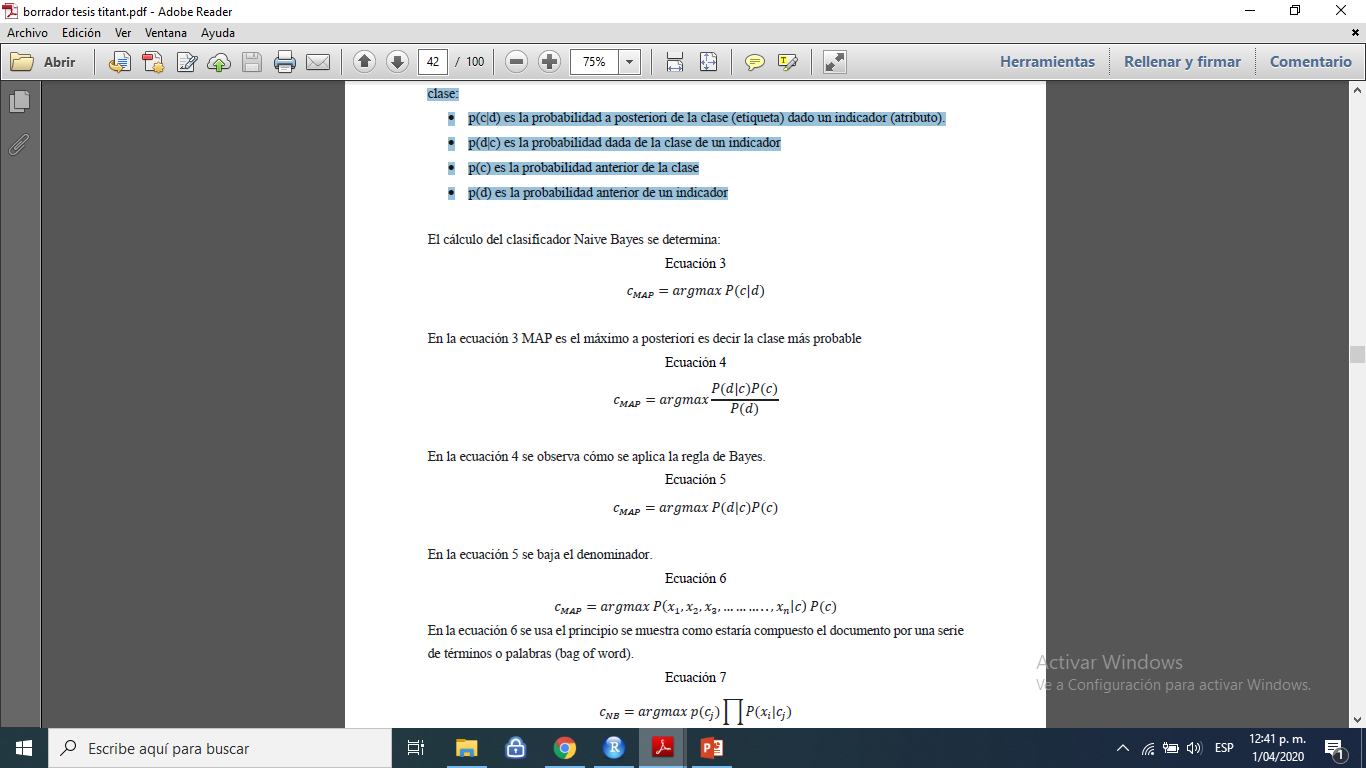 borrador tesis titant.pdf - Adobe Reader
Archivo Edición Ver Ventana Ayuda
Abrir 42 / 100 75% Herramientas Rellenar y firmar Comentario
clase:
• p(c|d) es la probabilidad a posteriori de la clase (etiqueta) dado un indicador (atributo).
• p(d|c) es la probabilidad dada de la clase de un indicador
• p(c) es la probabilidad anterior de la clase
• p(d) es la probabilidad anterior de un indicador
El cálculo del clasificador Naive Bayes se determina:
Ecuación 3
c_MAP = argmax P(c|d)
En la ecuación 3 MAP es el máximo a posteriori es decir la clase más probable
Ecuación 4
c_MAP = argmax P(d|c)P(c) / P(d)
En la ecuación 4 se observa cómo se aplica la regla de Bayes.
Ecuación 5
c_MAP = argmax P(d|c)P(c)
En la ecuación 5 se baja el denominador.
Ecuación 6
c_MAP = argmax P(x₁, x₂, x₃, … … … . . , xₙ|c) P(c)
En la ecuación 6 se usa el principio se muestra como estaría compuesto el documento por una serie
de términos o palabras (bag of word).
Ecuación 7
c_NB = argmax p(c_j) ∏ P(x_i|c_j)
Activar Windows
Ve a Configuración para activar Windows.
Escribe aquí para buscar
ESP
12:41 p. m.
1/04/2020
1